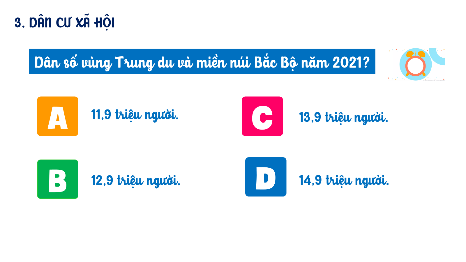 3. DÂN CƯ XÃ HỘI
Dân số vùng Trung du và miền núi Bắc Bộ năm 2021?
A 11,9 triệu người.
C 13,9 triệu người.
B 12,9 triệu người.
D 14,9 triệu người.